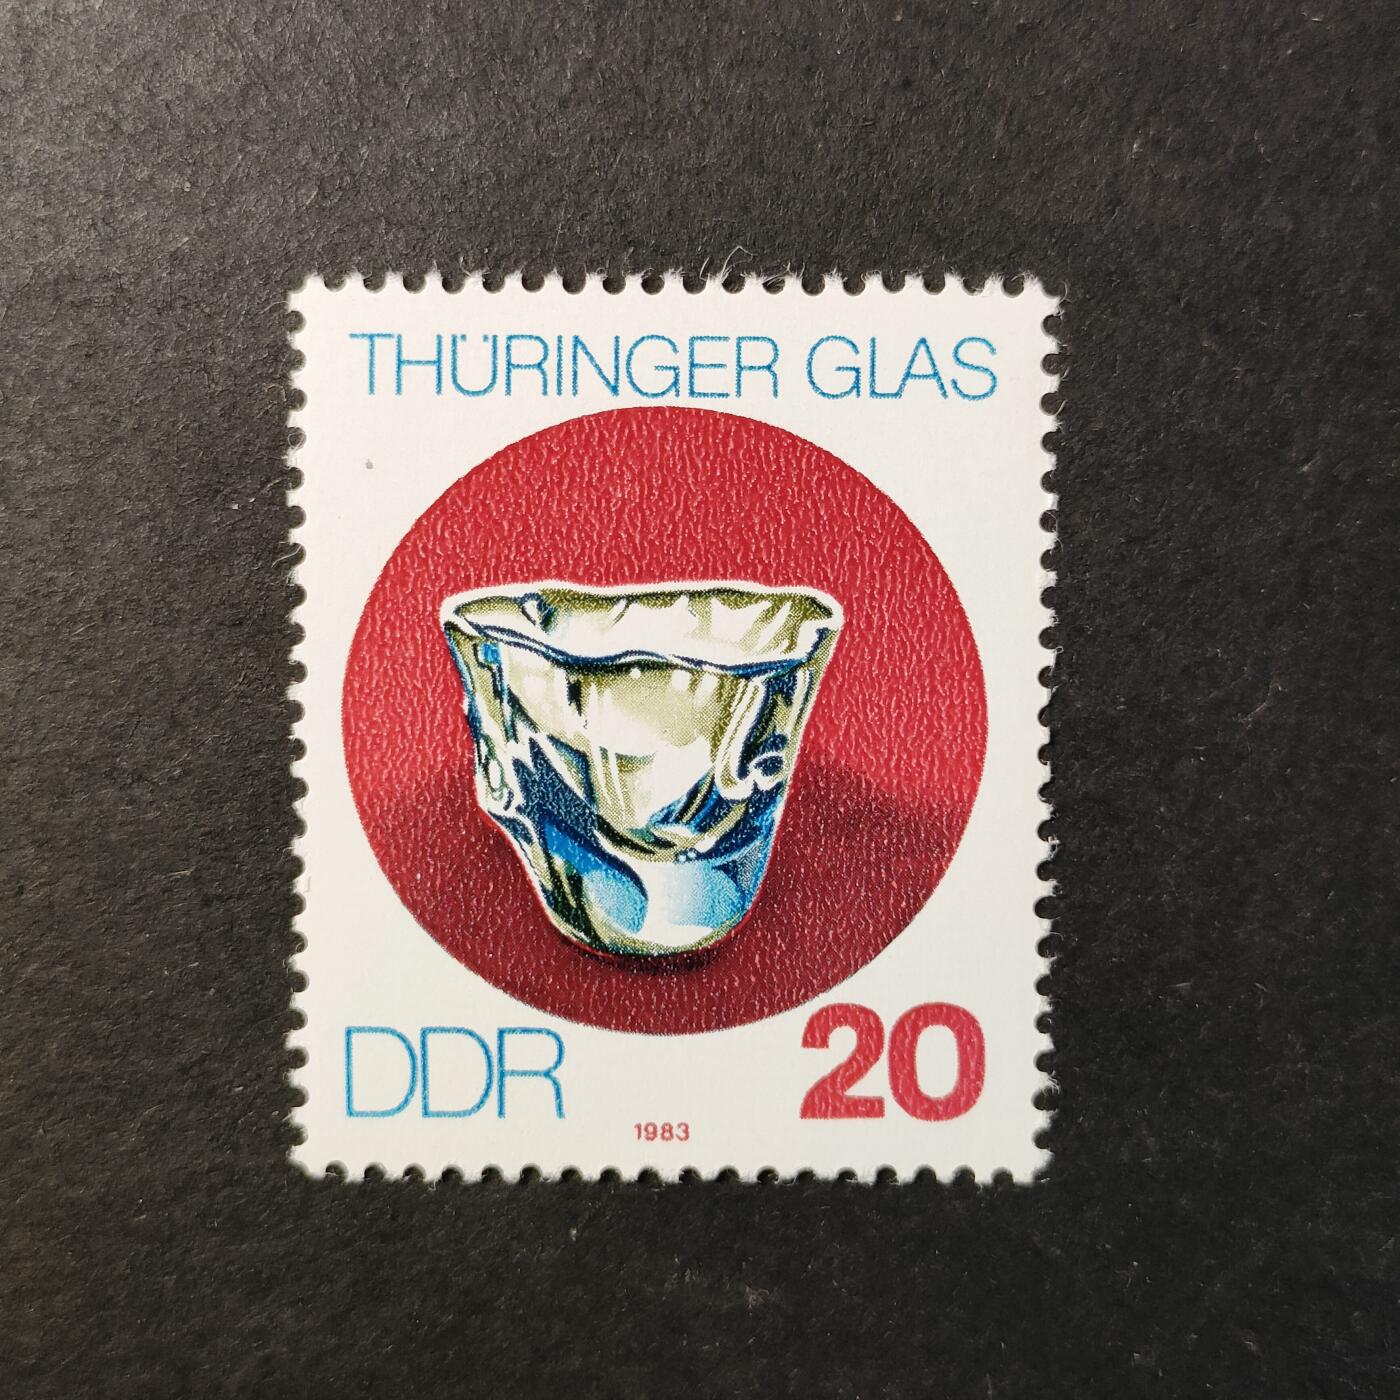 THÜRINGER GLAS
DDR
20
1983